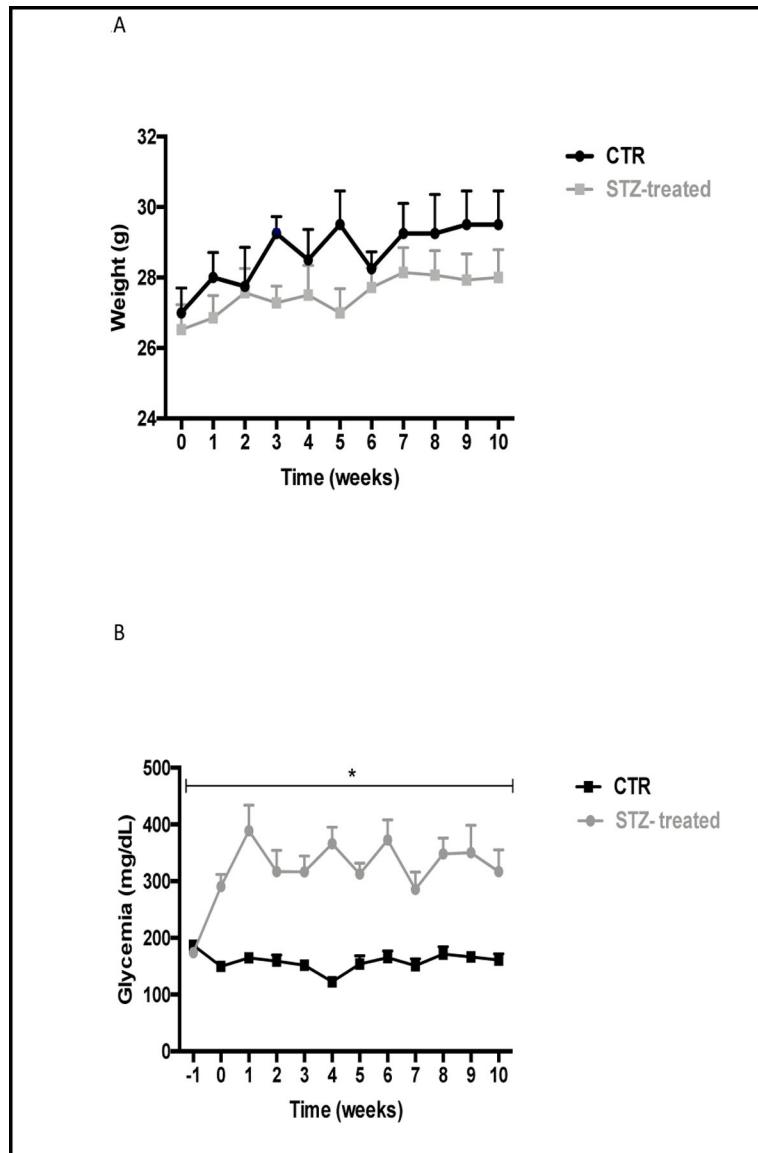 A
32
30
28
26
24
Weight (g)
0 1 2 3 4 5 6 7 8 9 10
Time (weeks)
CTR
STZ-treated
B
500
400
300
200
100
0
Glycemia (mg/dL)
*
-1 0 1 2 3 4 5 6 7 8 9 10
Time (weeks)
CTR
STZ- treated